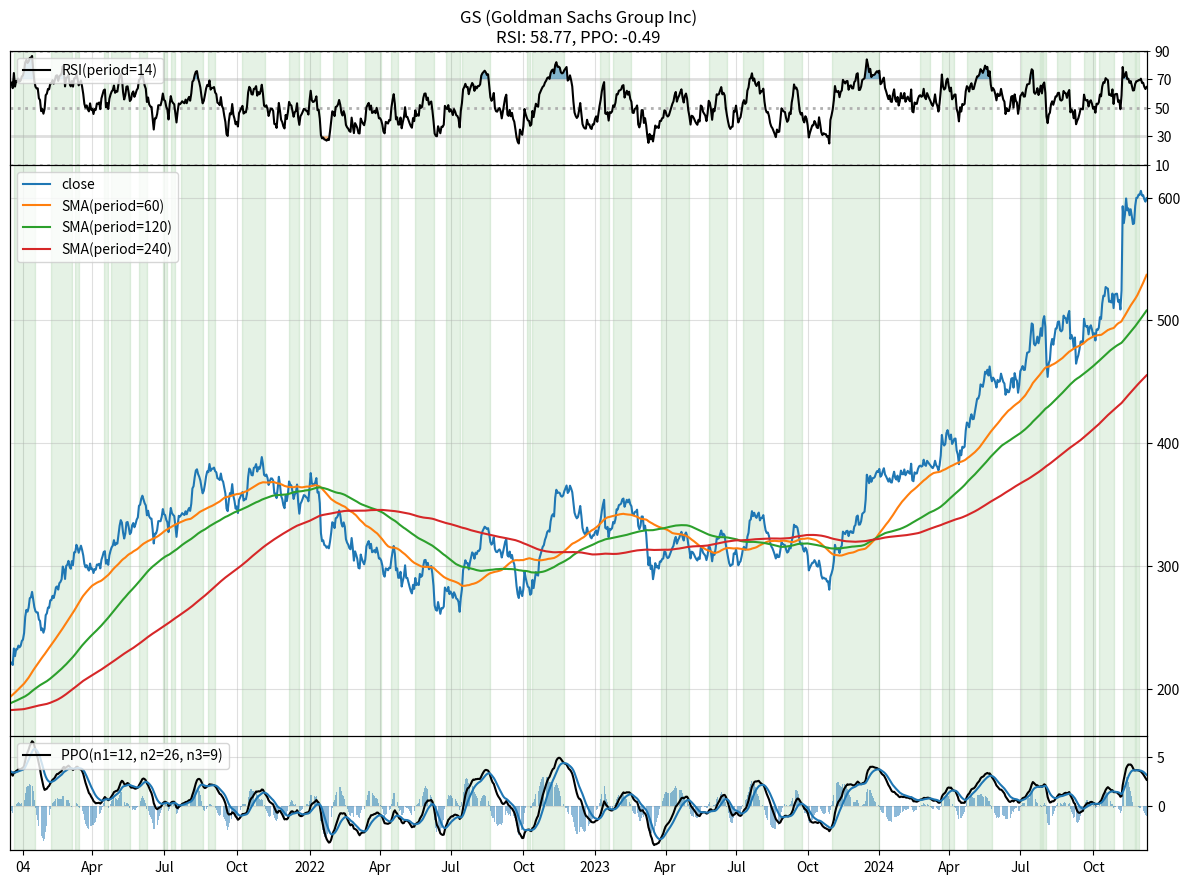 GS (Goldman Sachs Group Inc)
RSI: 58.77, PPO: -0.49
RSI(period=14)
90
70
50
30
10
close
SMA(period=60)
SMA(period=120)
SMA(period=240)
600
500
400
300
200
PPO(n1=12, n2=26, n3=9)
5
0
04 Apr Jul Oct 2022 Apr Jul Oct 2023 Apr Jul Oct 2024 Apr Jul Oct